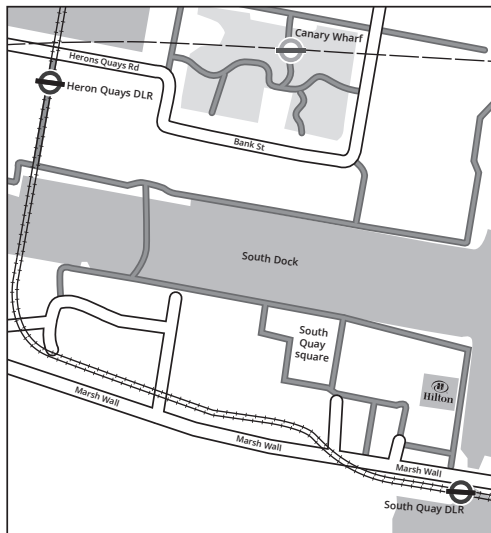 Canary Wharf
Herons Quays Rd
Heron Quays DLR
Bank St
South Dock
South
Quay
square
Hilton
Marsh Wall
Marsh Wall
Marsh Wall
South Quay DLR